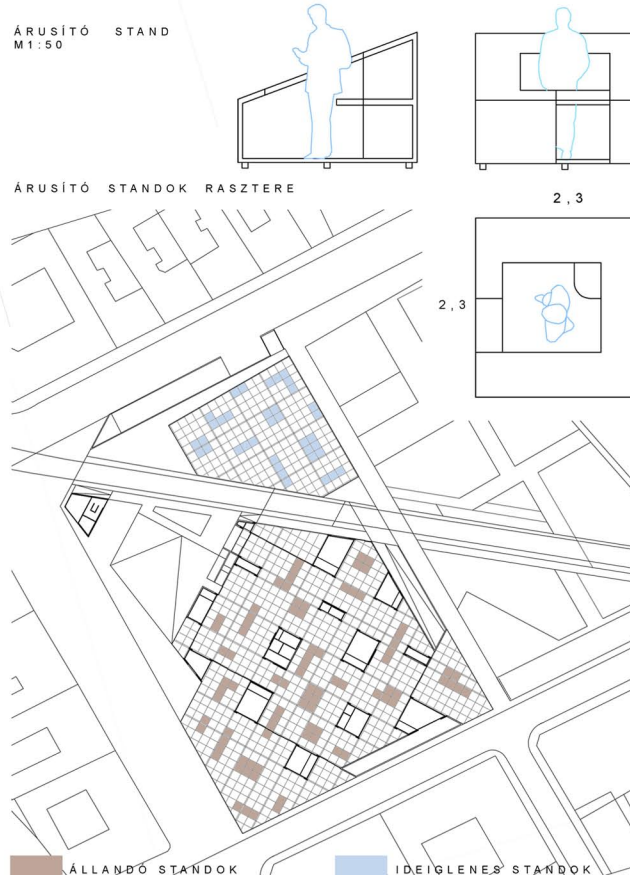 ÁRUSÍTÓ STAND
M1:50
ÁRUSÍTÓ STANDOK RASZTERE
2,3
2,3
ÁLLANDÓ STANDOK
IDEIGLENES STANDOK